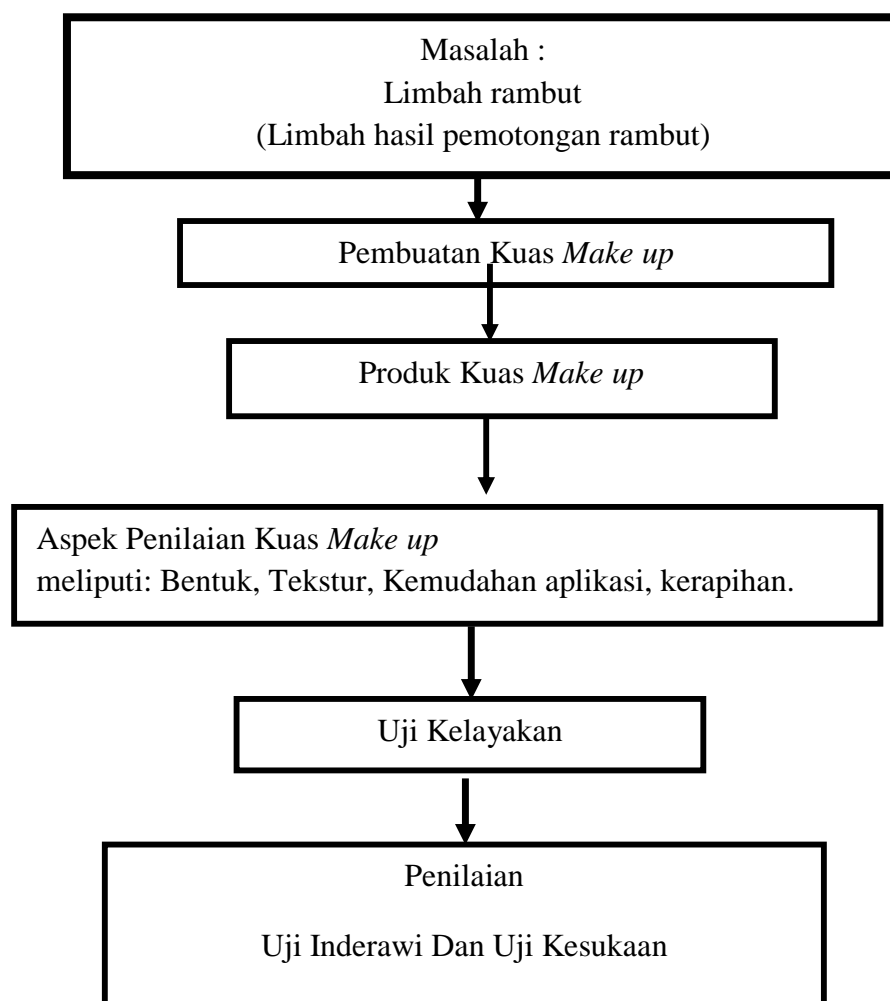 Masalah :
Limbah rambut
(Limbah hasil pemotongan rambut)
Pembuatan Kuas Make up
Produk Kuas Make up
Aspek Penilaian Kuas Make up
meliputi: Bentuk, Tekstur, Kemudahan aplikasi, kerapihan.
Uji Kelayakan
Penilaian
Uji Inderawi Dan Uji Kesukaan